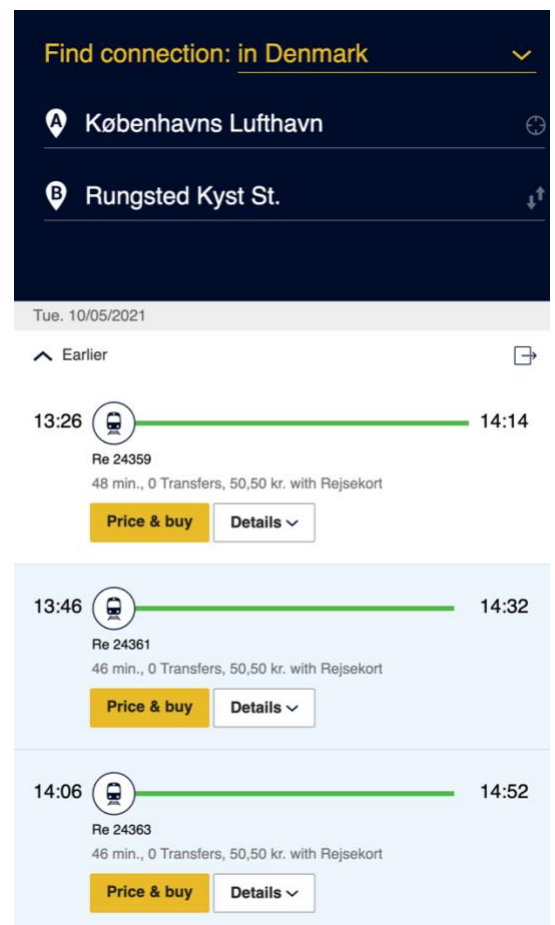 Find connection: in Denmark
A København​s Lufthavn
B Rungsted Kyst St.
Tue. 10/05/2021
Earlier
13:26 14:14
Re 24359
48 min., 0 Transfers, 50,50 kr. with Rejsekort
Price & buy Details
13:46 14:32
Re 24361
46 min., 0 Transfers, 50,50 kr. with Rejsekort
Price & buy Details
14:06 14:52
Re 24363
46 min., 0 Transfers, 50,50 kr. with Rejsekort
Price & buy Details